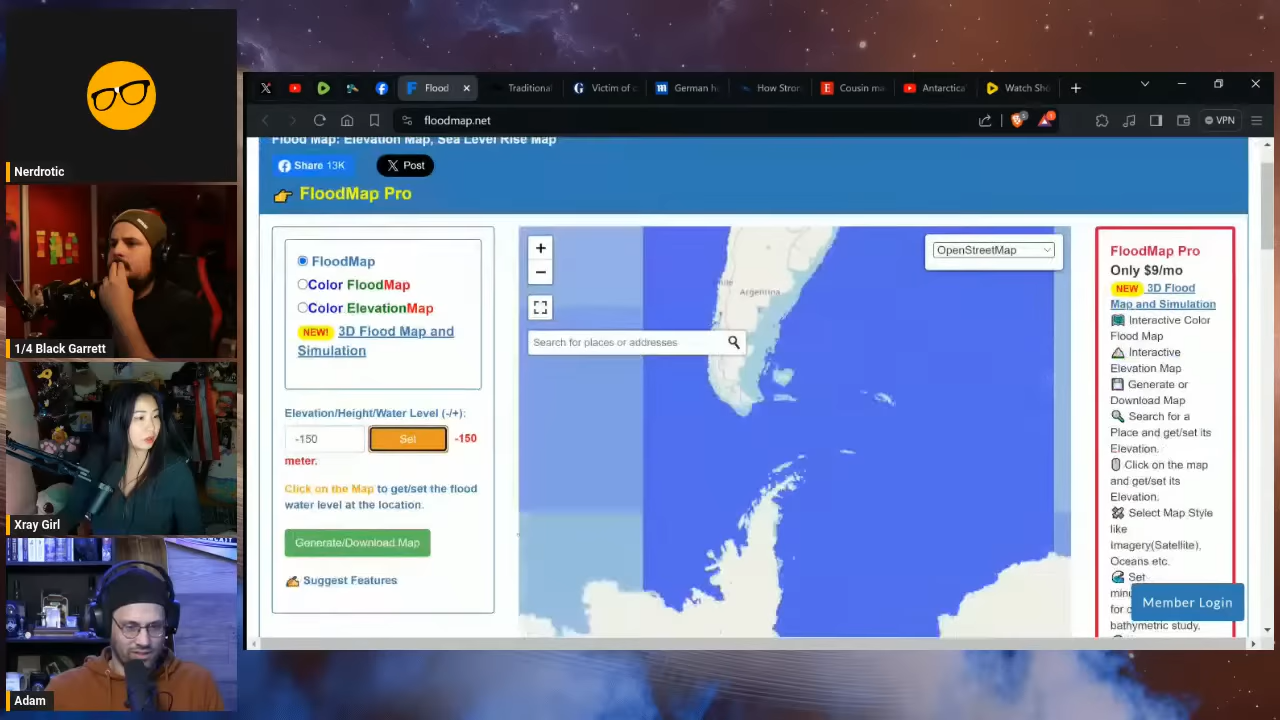 Nerdrotic
1/4 Black Garrett
Xray Girl
Adam
Flood
Traditional
Victim of
German h
How Stron
Cousin m
Antarctica
Watch Sh
floodmap.net
VPN
Flood Map: Elevation Map, Sea Level Rise Map
Share 13K
Post
FloodMap Pro
FloodMap
Color FloodMap
Color ElevationMap
NEW! 3D Flood Map and
Simulation
Elevation/Height/Water Level (-/+):
-150
Set
-150
meter.
Click on the Map to get/set the flood
water level at the location.
Generate/Download Map
Suggest Features
+
−
Search for places or addresses
OpenStreetMap
Argentina
FloodMap Pro
Only $9/mo
NEW 3D Flood
Map and Simulation
Interactive Color
Flood Map
Interactive
Elevation Map
Generate or
Download Map
Search for a
Place and get/set its
Elevation.
Click on the map
and get/set its
Elevation.
Select Map Style
like
Imagery(Satellite),
Oceans etc.
Set
for
bathymetric study.
Member Login